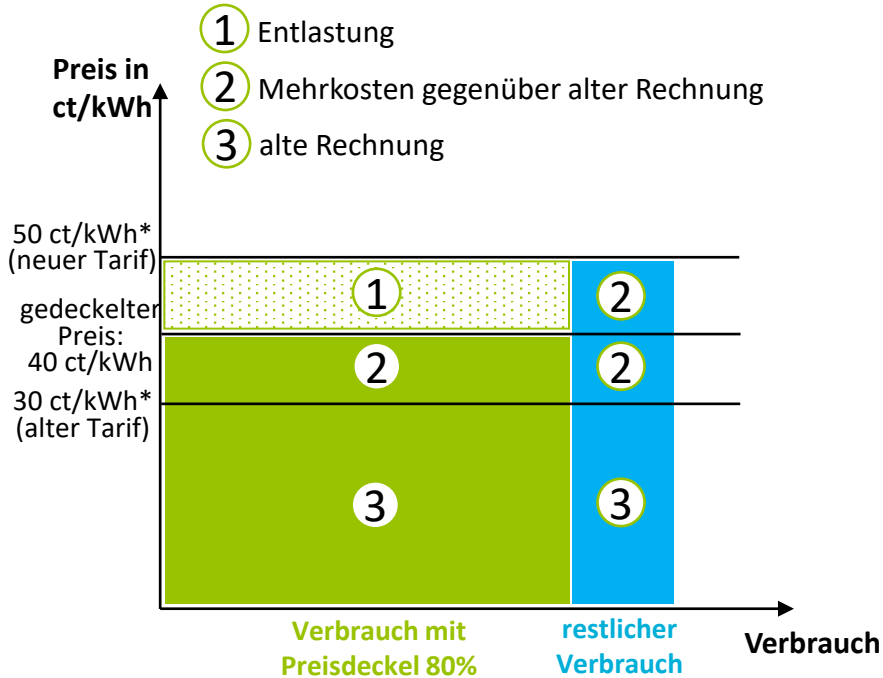 1 Entlastung
Preis in
ct/kWh
2 Mehrkosten gegenüber alter Rechnung
3 alte Rechnung
50 ct/kWh*
(neuer Tarif)
1
2
gedeckelter
Preis:
40 ct/kWh
2
2
30 ct/kWh*
(alter Tarif)
3
3
Verbrauch mit
Preisdeckel 80%
restlicher
Verbrauch
Verbrauch